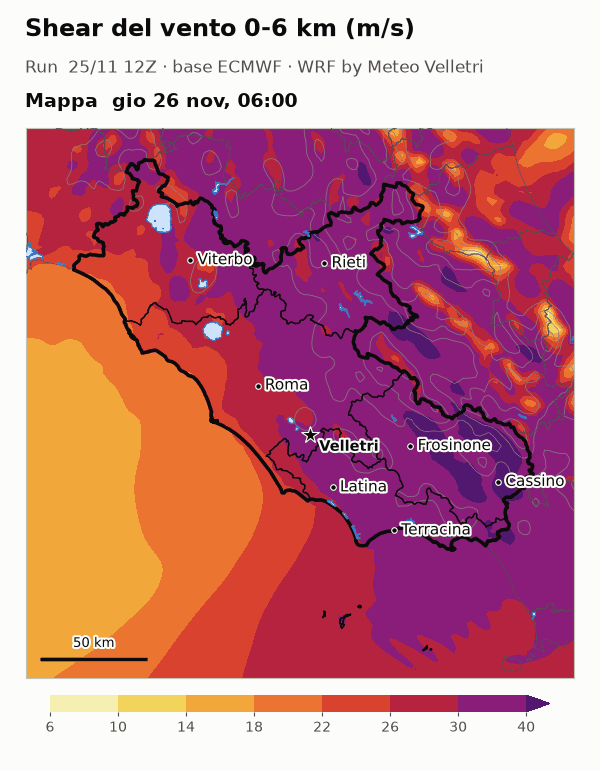 Shear del vento 0-6 km (m/s)
Run  25/11 12Z · base ECMWF · WRF by Meteo Velletri
Mappa  gio 26 nov, 06:00
Viterbo
Rieti
Roma
Velletri
Frosinone
Latina
Cassino
Terracina
50 km
6 10 14 18 22 26 30 40